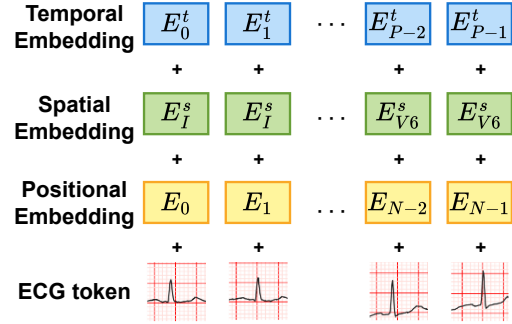 Temporal Embedding E_0^t E_1^t ... E_{P-2}^t E_{P-1}^t
+ + + +
Spatial Embedding E_I^s E_I^s ... E_{V6}^s E_{V6}^s
+ + + +
Positional Embedding E_0 E_1 ... E_{N-2} E_{N-1}
+ + + +
ECG token